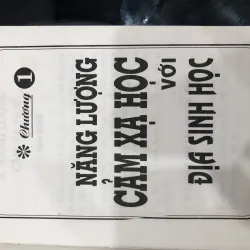 Chương 1
NĂNG LƯỢNG
CẢM XẠ HỌC
VỚI
ĐỊA SINH HỌC